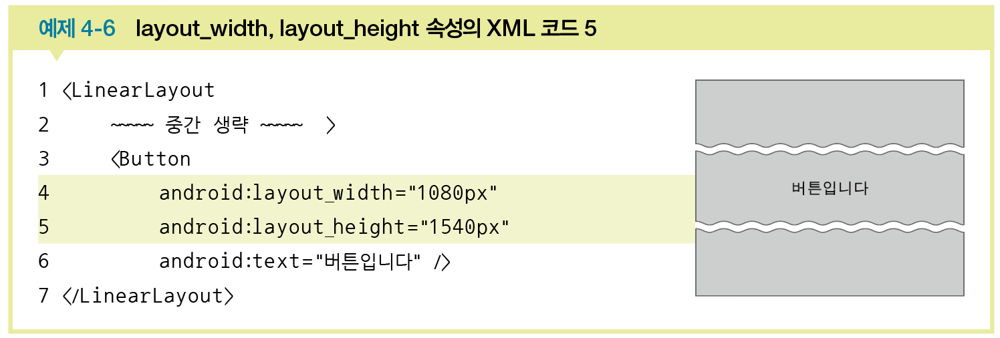 예제 4-6 layout_width, layout_height 속성의 XML 코드 5
1 <LinearLayout
2 ~~~~~ 중간 생략 ~~~~~ >
3 <Button
4 android:layout_width="1080px"
5 android:layout_height="1540px"
6 android:text="버튼입니다" />
7 </LinearLayout>
버튼입니다